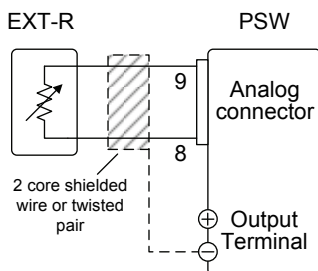 EXT-R
PSW
9
Analog
connector
8
2 core shielded
wire or twisted
pair
+
Output
Terminal
-